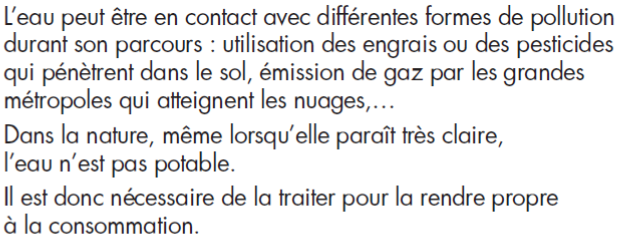 L'eau peut être en contact avec différentes formes de pollution
durant son parcours : utilisation des engrais ou des pesticides
qui pénètrent dans le sol, émission de gaz par les grandes
métropoles qui atteignent les nuages,...
Dans la nature, même lorsqu'elle paraît très claire,
l'eau n'est pas potable.
Il est donc nécessaire de la traiter pour la rendre propre
à la consommation.